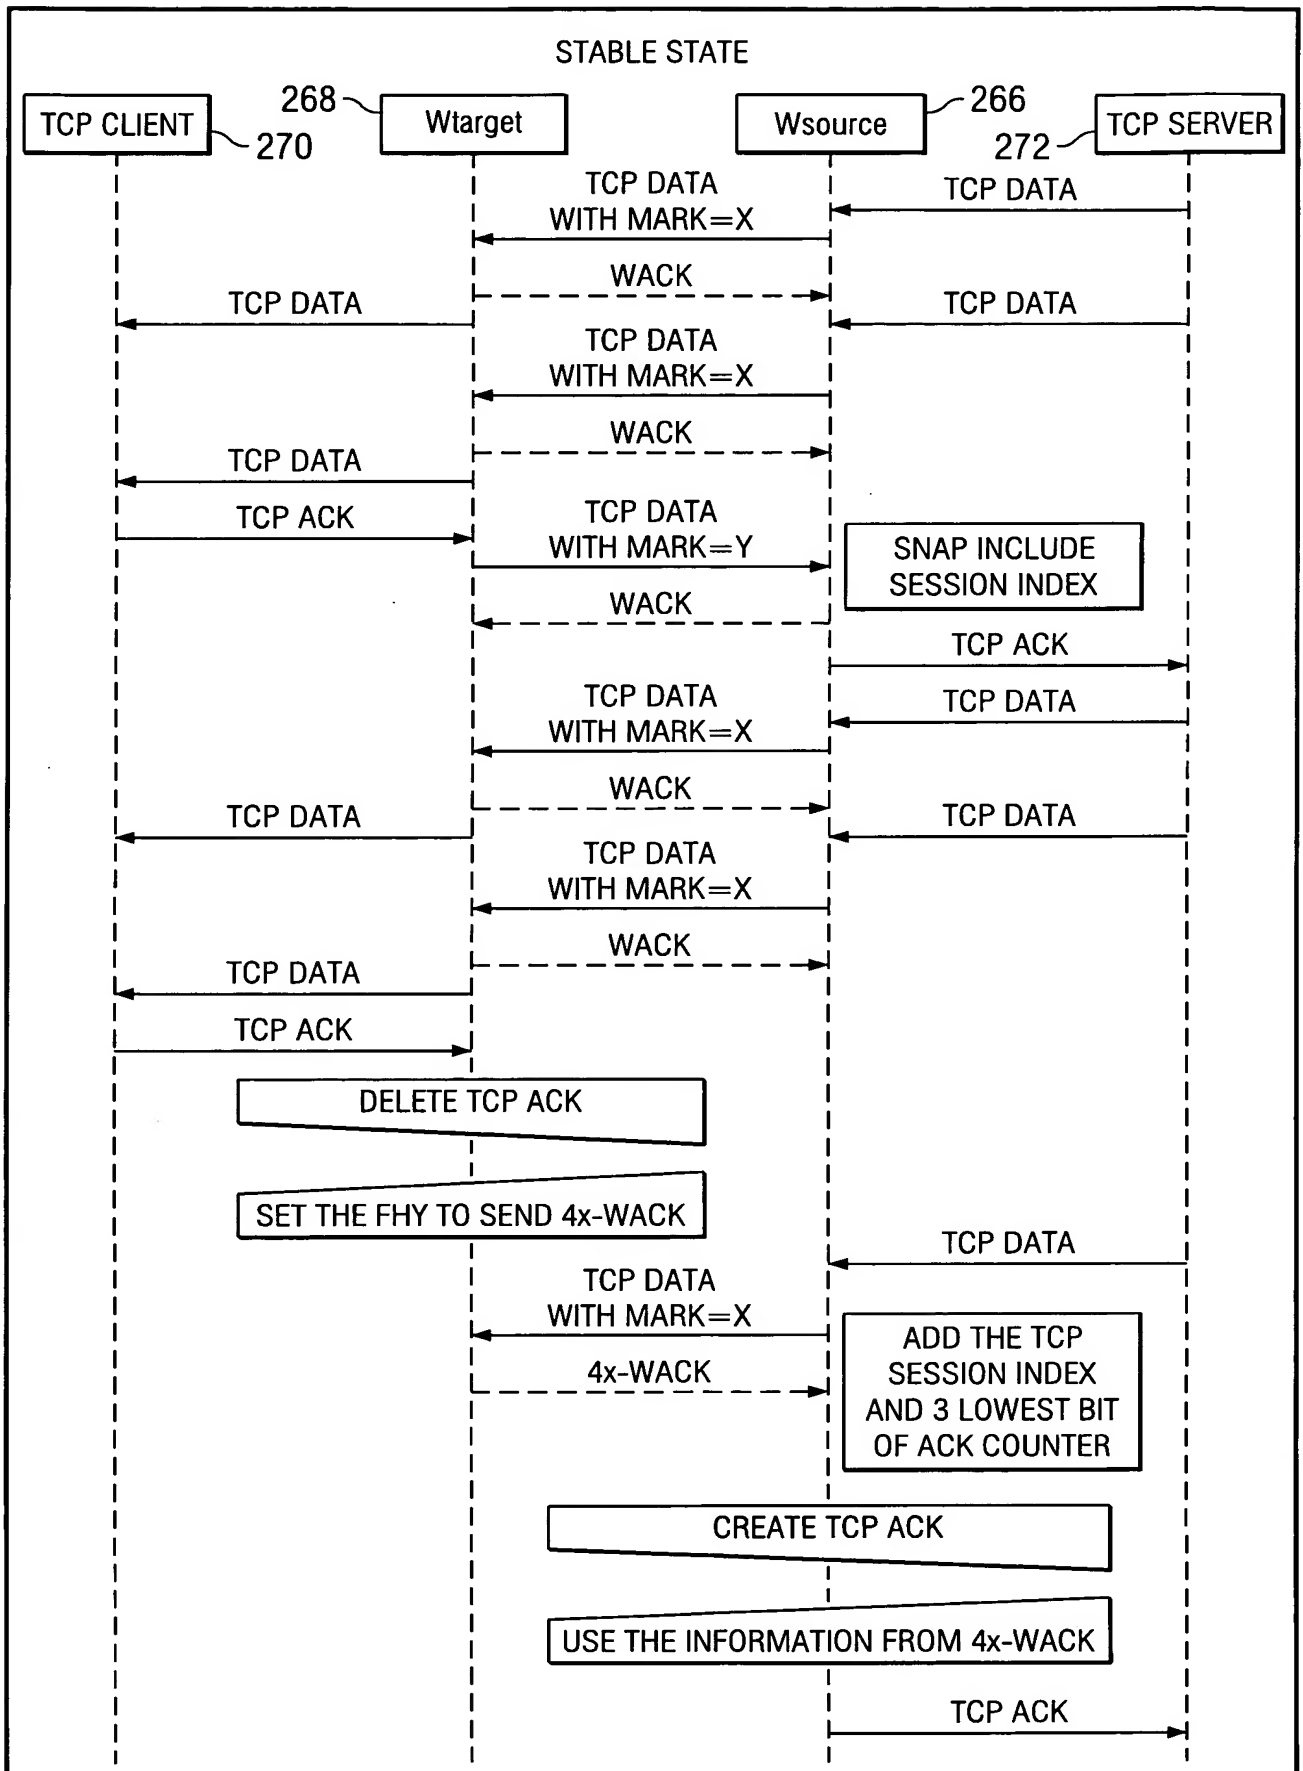 STABLE STATE
TCP CLIENT
270
268
Wtarget
Wsource
266
272
TCP SERVER
TCP DATA
WITH MARK=X
TCP DATA
WACK
TCP DATA
TCP DATA
TCP DATA
WITH MARK=X
WACK
TCP DATA
TCP ACK
TCP DATA
WITH MARK=Y
SNAP INCLUDE
SESSION INDEX
WACK
TCP ACK
TCP DATA
WITH MARK=X
TCP DATA
WACK
TCP DATA
TCP DATA
TCP DATA
WITH MARK=X
WACK
TCP DATA
TCP ACK
DELETE TCP ACK
SET THE FHY TO SEND 4x-WACK
TCP DATA
TCP DATA
WITH MARK=X
4x-WACK
ADD THE TCP
SESSION INDEX
AND 3 LOWEST BIT
OF ACK COUNTER
CREATE TCP ACK
USE THE INFORMATION FROM 4x-WACK
TCP ACK